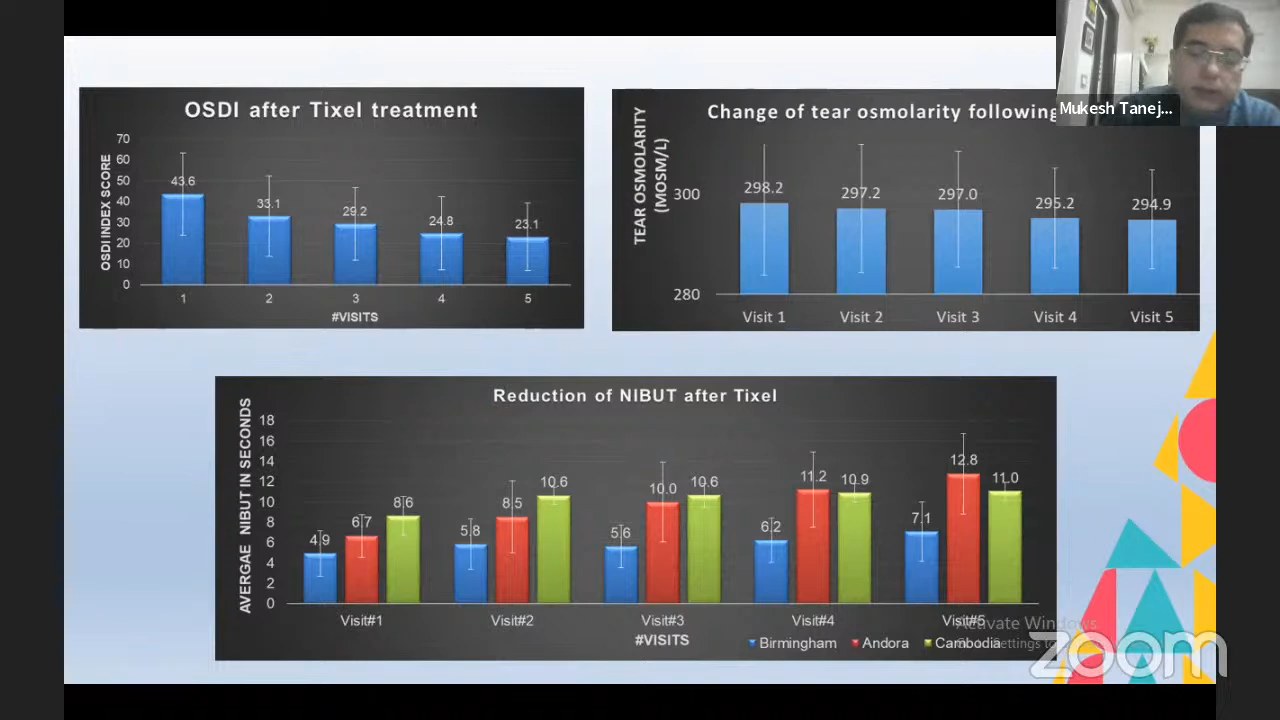 Mukesh Tanej...
OSDI after Tixel treatment
OSDI INDEX SCORE
70
60
50
40
30
20
10
0
43.6
33.1
29.2
24.8
23.1
1 2 3 4 5
#VISITS
Change of tear osmolarity following
TEAR OSMOLARITY
(MOSM/L)
300
280
298.2
297.2
297.0
295.2
294.9
Visit 1 Visit 2 Visit 3 Visit 4 Visit 5
Reduction of NIBUT after Tixel
AVERGAE NIBUT IN SECONDS
18
16
14
12
10
8
6
4
2
0
4.9 6.7 8.6
5.8 8.5 10.6
5.6 10.0 10.6
6.2 11.2 10.9
7.1 12.8 11.0
Visit#1 Visit#2 Visit#3 Visit#4 Visit#5
#VISITS
Birmingham Andora Cambodia
Activate Windows
Settings to
zoom